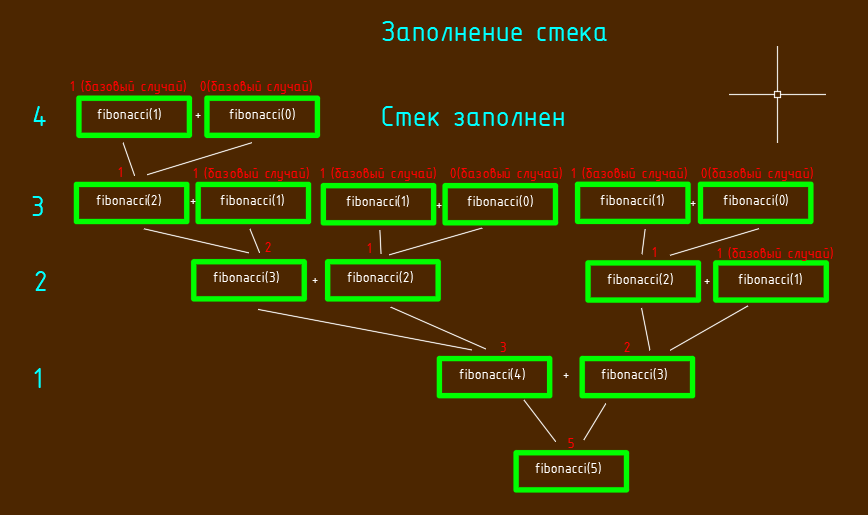 Заполнение стека
1 (базовый случай) 0(базовый случай)
4 fibonacci(1) + fibonacci(0) Стек заполнен
1 1 (базовый случай) 1 (базовый случай) 0(базовый случай) 1 (базовый случай) 0(базовый случай)
3 fibonacci(2) + fibonacci(1) fibonacci(1) + fibonacci(0) fibonacci(1) + fibonacci(0)
2 1 1 1 (базовый случай)
2 fibonacci(3) + fibonacci(2) fibonacci(2) + fibonacci(1)
3 2
1 fibonacci(4) + fibonacci(3)
5
fibonacci(5)